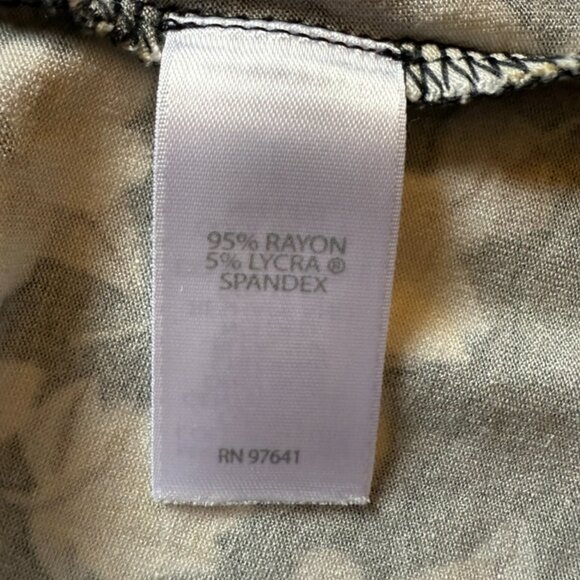 95% RAYON
5% LYCRA ®
SPANDEX
RN 97641